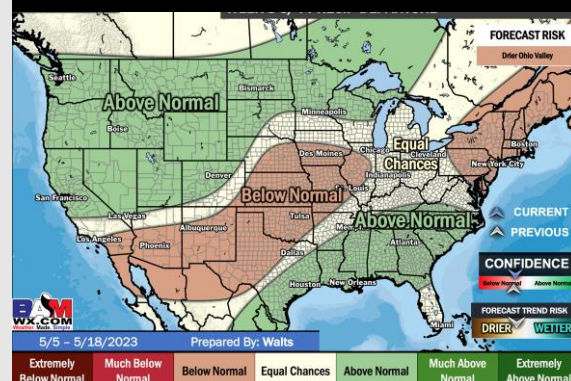 FORECAST RISK
Drier Ohio Valley
Seattle
Above Normal
Bismarck
Minneapolis
Boise
Equal
Chances
Chicago
Cleveland
Boston
Des Moines
New York City
Indianapolis
Denver
Below Normal
Louis
San Francisco
Las Vegas
Tulsa
Above Normal
CURRENT
Los Angeles
Albuquerque
Atlanta
PREVIOUS
Phoenix
Dallas
CONFIDENCE
Below Normal
Above Normal
Houston
New Orleans
BAM
WX.COM
Weather. Made. Simple.
Miami
FORECAST TREND RISK
DRIER
WETTER
5/5 – 5/18/2023
Prepared By: Walts
Extremely
Below Normal
Much Below
Normal
Below Normal
Equal Chances
Above Normal
Much Above
Normal
Extremely
Above Normal